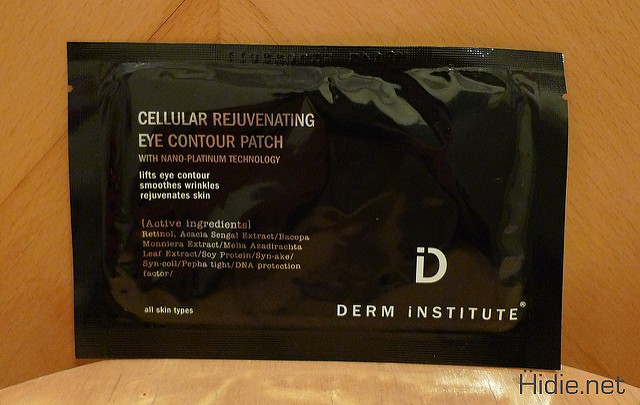 CELLULAR REJUVENATING
EYE CONTOUR PATCH
WITH NANO-PLATINUM TECHNOLOGY
lifts eye contour
smoothes wrinkles
rejuvenates skin
[Active ingredients]
Retinol, Acacia Sengal Extract/Bacopa
Monniera Extract/Melia Azadirachta
Leaf Extract/Soy Protein/Syn-ake/
Syn-coll/Pepha tight/DNA protection
factor/
all skin types
iD
DERM iNSTITUTE®
Hidie.net